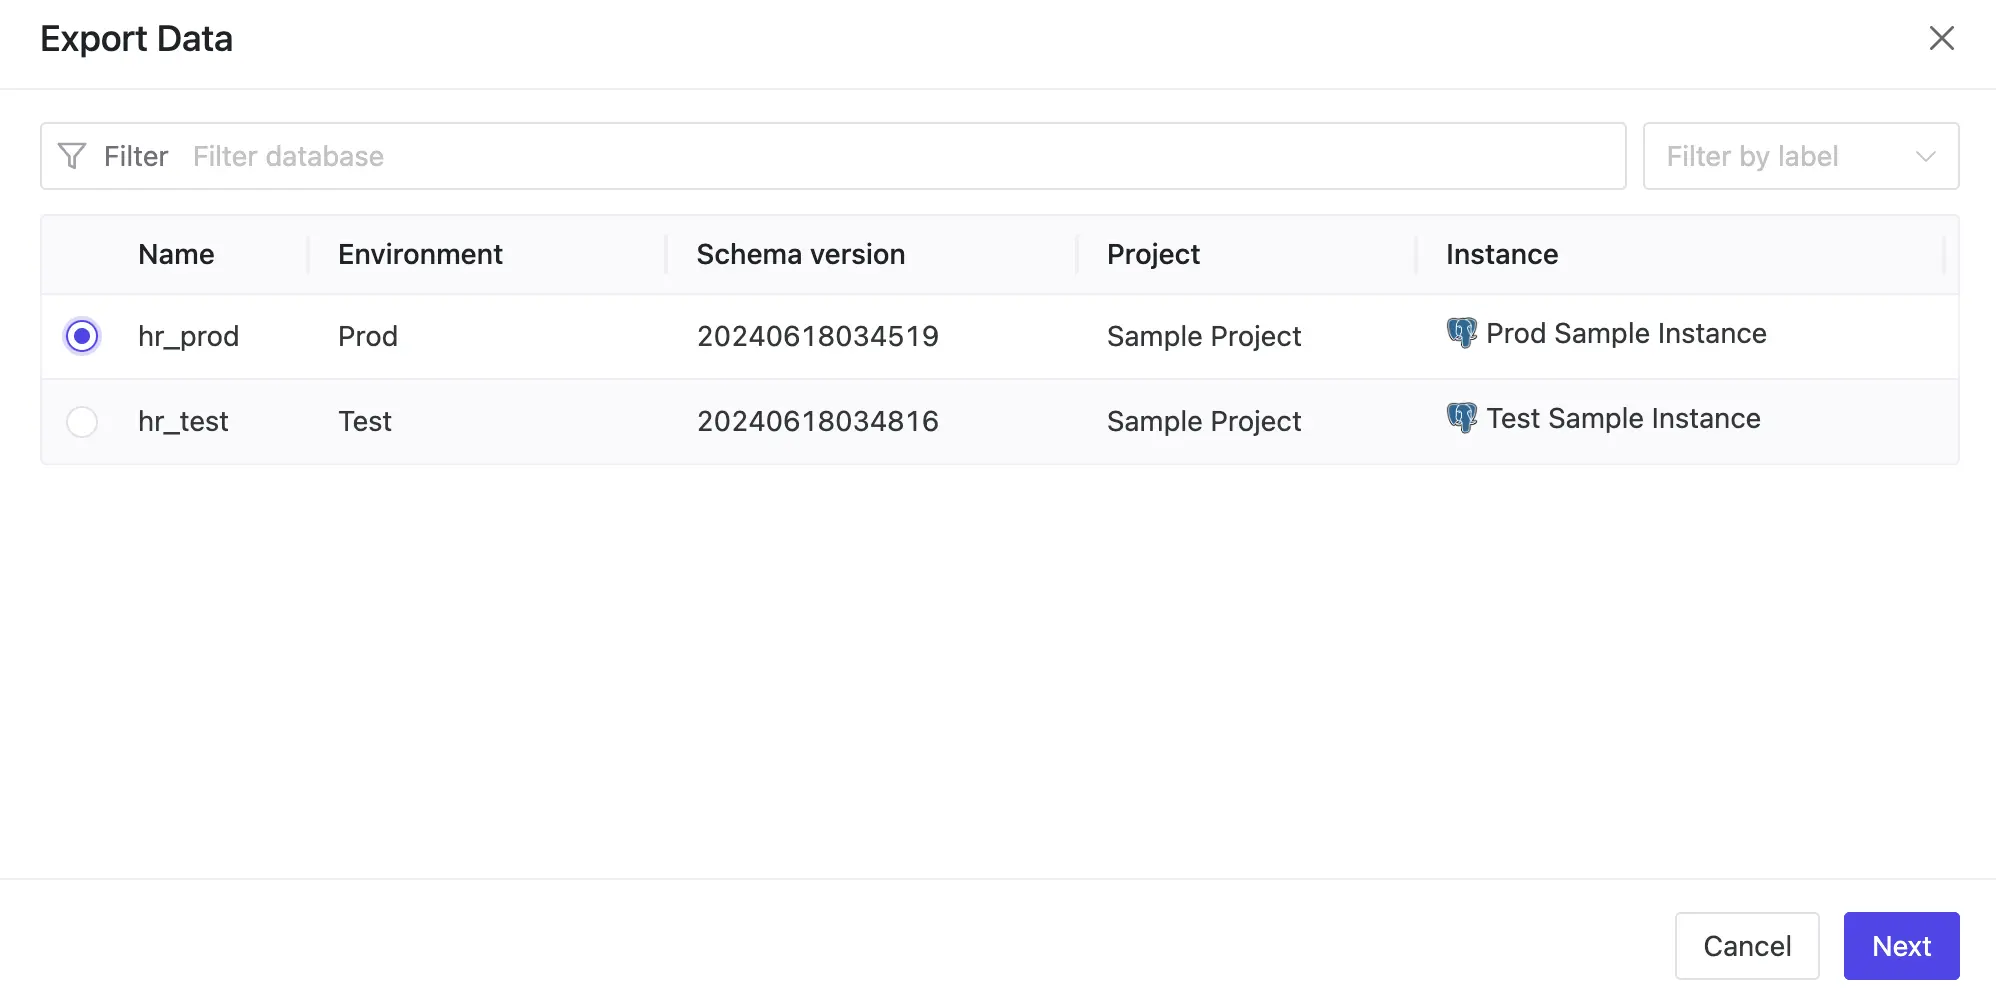 Export Data
Filter Filter database Filter by label
Name Environment Schema version Project Instance
hr_prod Prod 20240618034519 Sample Project Prod Sample Instance
hr_test Test 20240618034816 Sample Project Test Sample Instance
Cancel Next